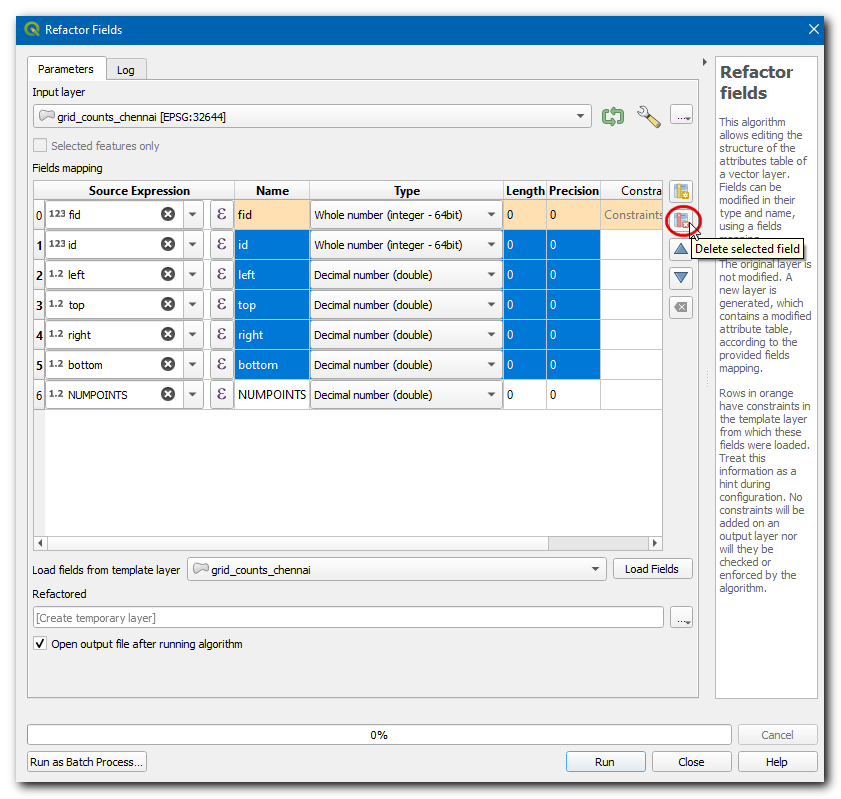 Refactor Fields
Parameters
Log
Input layer
grid_counts_chennai [EPSG:32644]
...
Selected features only
Fields mapping
Source Expression Name Type Length Precision Constra
0 123 fid ε fid Whole number (integer - 64bit) 0 0 Constraints
1 123 id ε id Whole number (integer - 64bit) 0 0
2 1.2 left ε left Decimal number (double) 0 0
3 1.2 top ε top Decimal number (double) 0 0
4 1.2 right ε right Decimal number (double) 0 0
5 1.2 bottom ε bottom Decimal number (double) 0 0
6 1.2 NUMPOINTS ε NUMPOINTS Decimal number (double) 0 0
Delete selected field
Load fields from template layer grid_counts_chennai Load Fields
Refactored
[Create temporary layer] ...
Open output file after running algorithm
Refactor
fields
This algorithm
allows editing the
structure of the
attributes table of
a vector layer.
Fields can be
modified in their
type and name,
using a fields
The original layer is
not modified. A
new layer is
generated, which
contains a modified
attribute table,
according to the
provided fields
mapping.
Rows in orange
have constraints in
the template layer
from which these
fields were loaded.
Treat this
information as a
hint during
configuration. No
constraints will be
added on an
output layer nor
will they be
checked or
enforced by the
algorithm.
0%
Cancel
Run as Batch Process...
Run
Close
Help